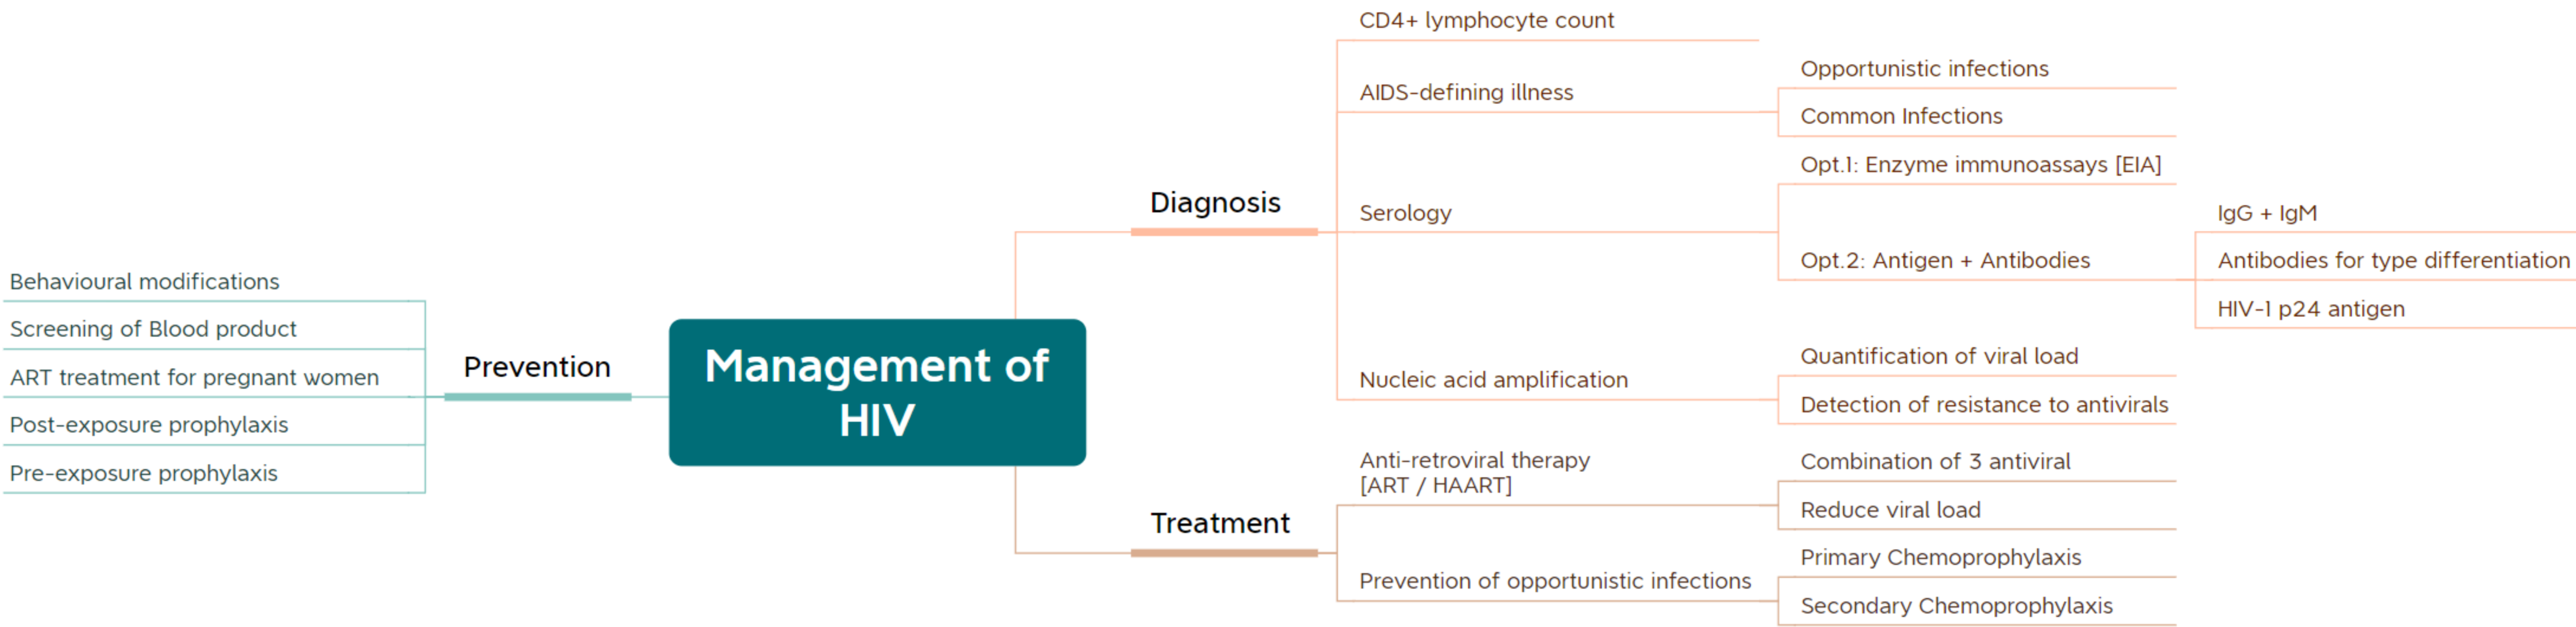 Management of
HIV
Diagnosis
CD4+ lymphocyte count
AIDS-defining illness
Opportunistic infections
Common Infections
Serology
Opt.1: Enzyme immunoassays [EIA]
Opt.2: Antigen + Antibodies
IgG + IgM
Antibodies for type differentiation
HIV-1 p24 antigen
Nucleic acid amplification
Quantification of viral load
Detection of resistance to antivirals
Treatment
Anti-retroviral therapy
[ART / HAART]
Combination of 3 antiviral
Reduce viral load
Prevention of opportunistic infections
Primary Chemoprophylaxis
Secondary Chemoprophylaxis
Prevention
Behavioural modifications
Screening of Blood product
ART treatment for pregnant women
Post-exposure prophylaxis
Pre-exposure prophylaxis